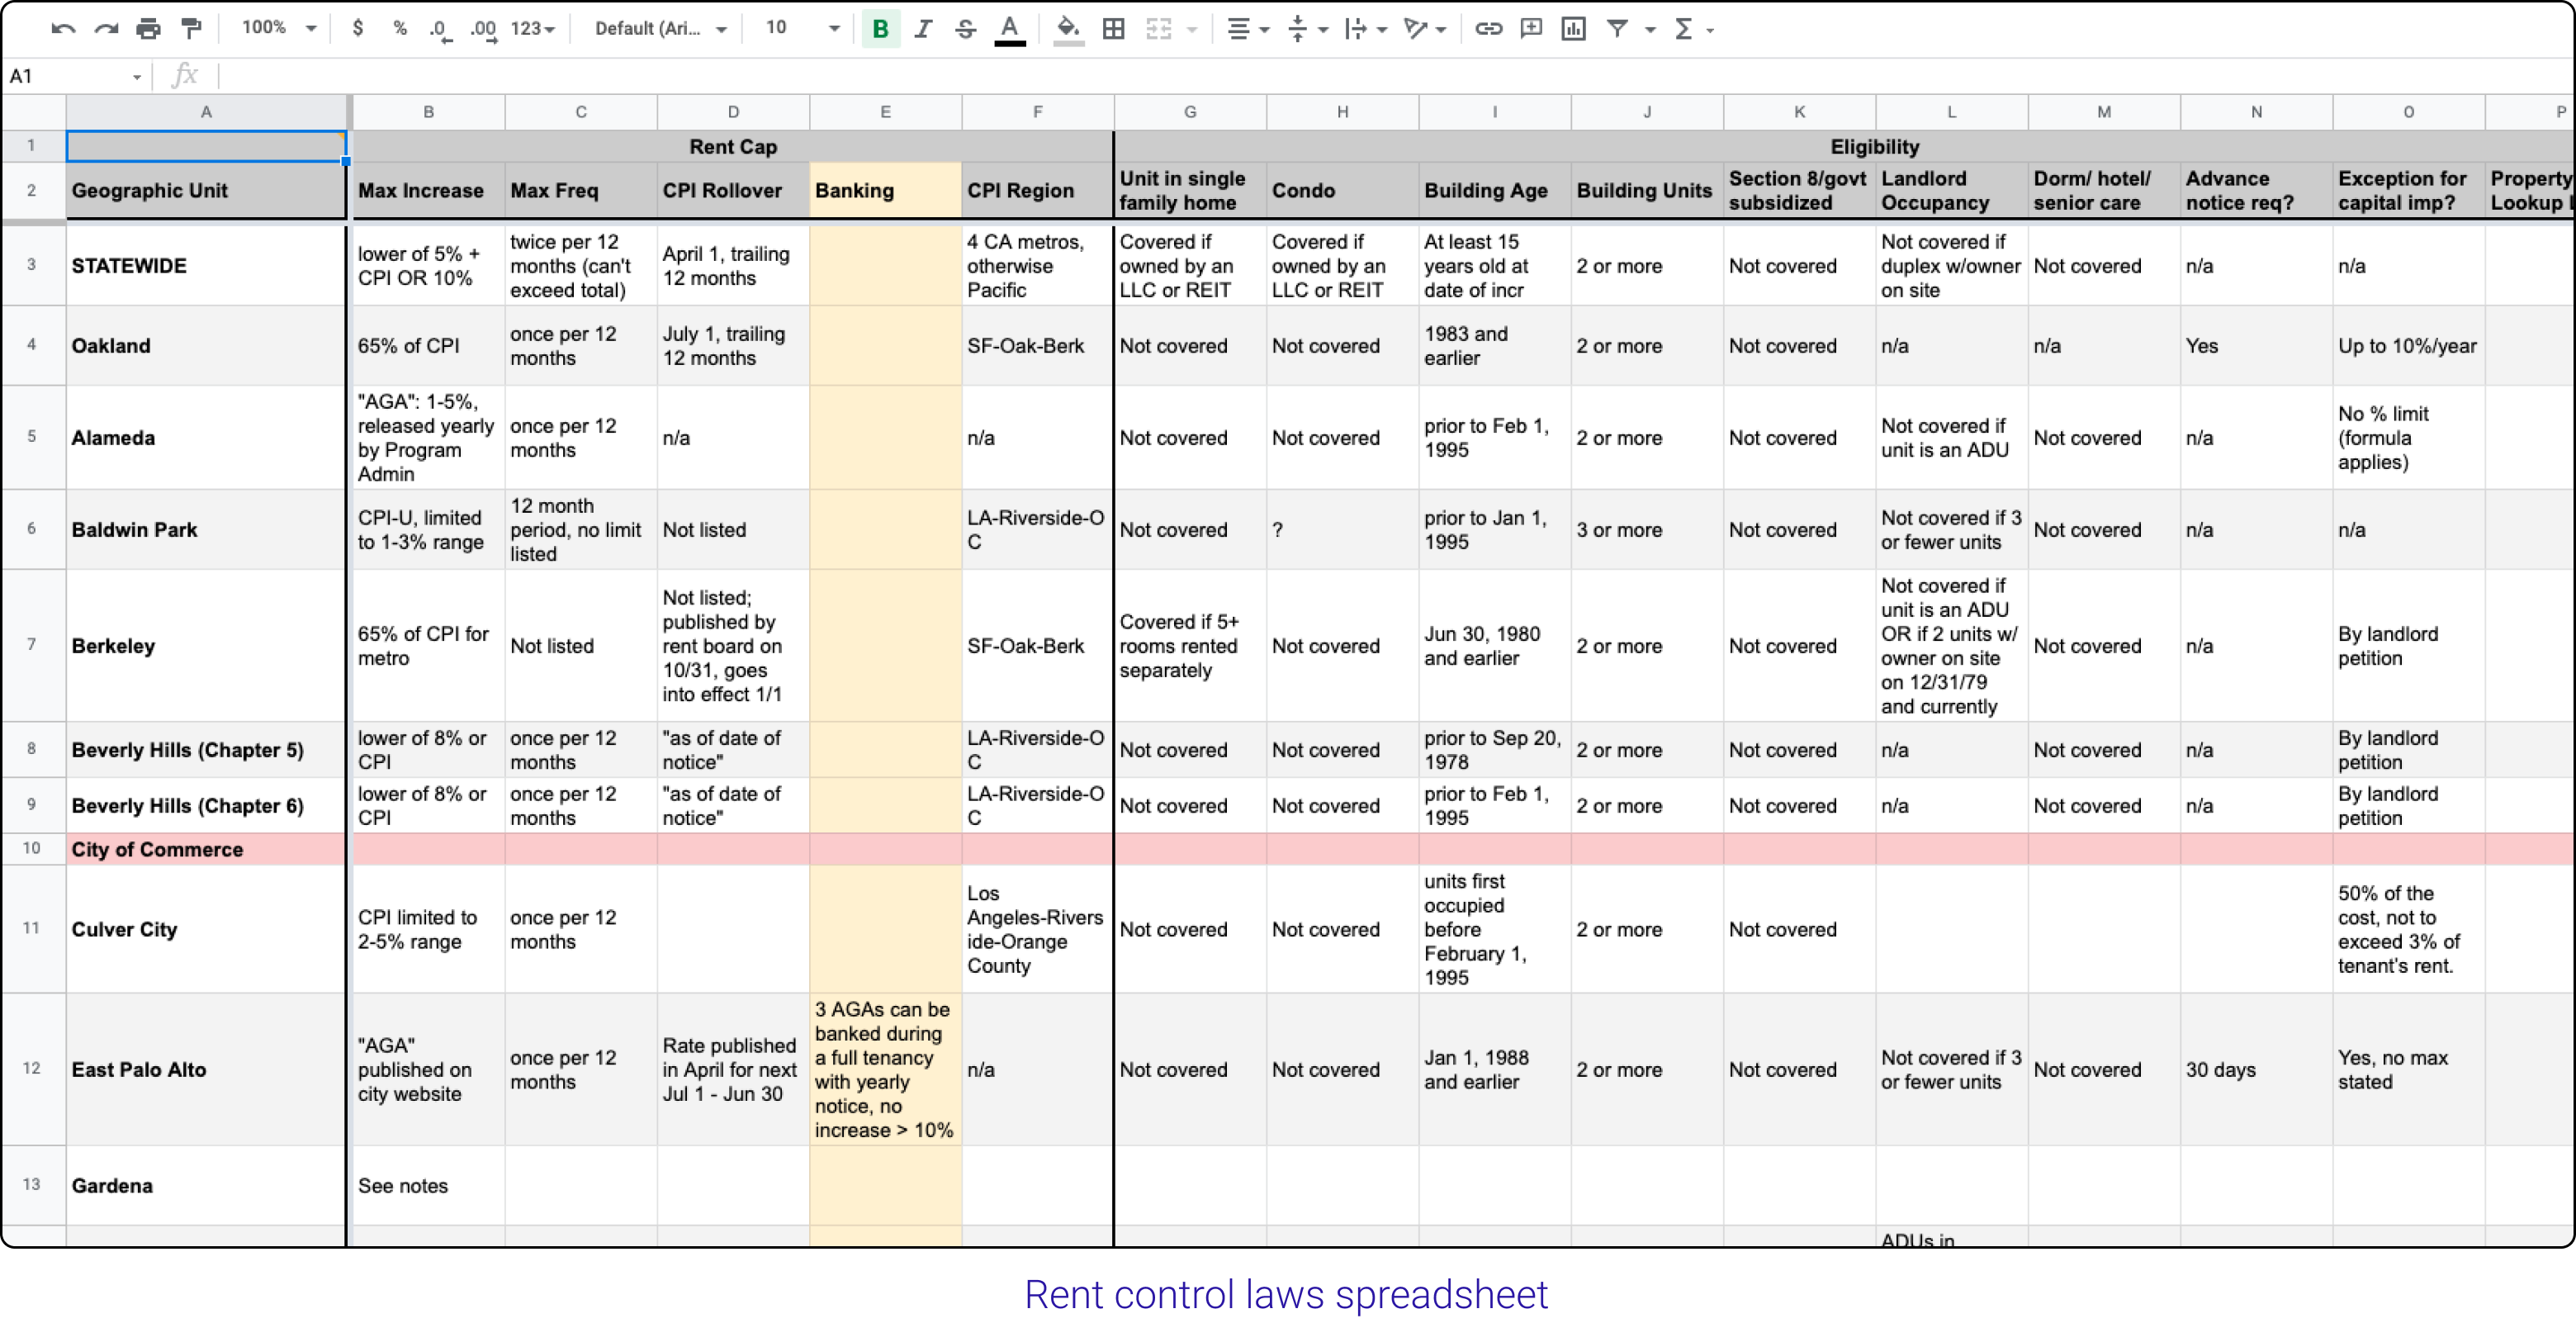 100% $ % .0 .00 123 Default (Ari... 10 B I S A Σ
A1 fx
A B C D E F G H I J K L M N O P
1 Rent Cap Eligibility
2 Geographic Unit Max Increase Max Freq CPI Rollover Banking CPI Region
Unit in single
family home
Condo
Building Age
Building Units
Section 8/govt
subsidized
Landlord
Occupancy
Dorm/ hotel/
senior care
Advance
notice req?
Exception for
capital imp?
Property
Lookup
3
STATEWIDE
lower of 5% +
CPI OR 10%
twice per 12
months (can't
exceed total)
April 1, trailing
12 months
4 CA metros,
otherwise
Pacific
Covered if
owned by an
LLC or REIT
Covered if
owned by an
LLC or REIT
At least 15
years old at
date of incr
2 or more
Not covered
Not covered if
duplex w/owner
on site
Not covered
n/a
n/a
4
Oakland
65% of CPI
once per 12
months
July 1, trailing
12 months
SF-Oak-Berk
Not covered
Not covered
1983 and
earlier
2 or more
Not covered
n/a
n/a
Yes
Up to 10%/year
5
Alameda
"AGA": 1-5%,
released yearly
by Program
Admin
once per 12
months
n/a
n/a
Not covered
Not covered
prior to Feb 1,
1995
2 or more
Not covered
Not covered if
unit is an ADU
Not covered
n/a
No % limit
(formula
applies)
6
Baldwin Park
CPI-U, limited
to 1-3% range
12 month
period, no limit
listed
Not listed
LA-Riverside-O
C
Not covered
?
prior to Jan 1,
1995
3 or more
Not covered
Not covered if 3
or fewer units
Not covered
n/a
n/a
7
Berkeley
65% of CPI for
metro
Not listed
Not listed;
published by
rent board on
10/31, goes
into effect 1/1
SF-Oak-Berk
Covered if 5+
rooms rented
separately
Not covered
Jun 30, 1980
and earlier
2 or more
Not covered
Not covered if
unit is an ADU
OR if 2 units w/
owner on site
on 12/31/79
and currently
Not covered
n/a
By landlord
petition
8
Beverly Hills (Chapter 5)
lower of 8% or
CPI
once per 12
months
"as of date of
notice"
LA-Riverside-O
C
Not covered
Not covered
prior to Sep 20,
1978
2 or more
Not covered
n/a
Not covered
n/a
By landlord
petition
9
Beverly Hills (Chapter 6)
lower of 8% or
CPI
once per 12
months
"as of date of
notice"
LA-Riverside-O
C
Not covered
Not covered
prior to Feb 1,
1995
2 or more
Not covered
n/a
Not covered
n/a
By landlord
petition
10
City of Commerce
11
Culver City
CPI limited to
2-5% range
once per 12
months
Los
Angeles-Rivers
ide-Orange
County
Not covered
Not covered
units first
occupied
before
February 1,
1995
2 or more
Not covered
50% of the
cost, not to
exceed 3% of
tenant's rent.
12
East Palo Alto
"AGA"
published on
city website
once per 12
months
Rate published
in April for next
Jul 1 - Jun 30
3 AGAs can be
banked during
a full tenancy
with yearly
notice, no
increase > 10%
n/a
Not covered
Not covered
Jan 1, 1988
and earlier
2 or more
Not covered
Not covered if 3
or fewer units
Not covered
30 days
Yes, no max
stated
13
Gardena
See notes
ADUs in
Rent control laws spreadsheet